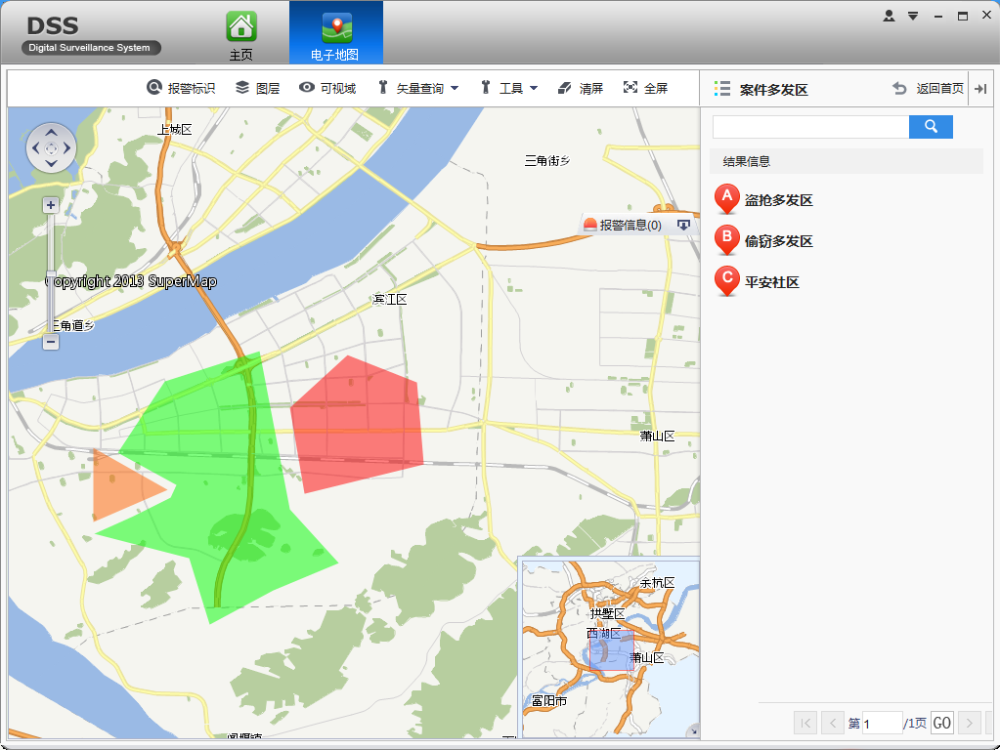 DSS
Digital Surveillance System
主页
电子地图
报警标识 图层 可视域 矢量查询 工具 清屏 全屏
案件多发区 返回首页
上城区
三角街乡
报警信息(0)
Copyright 2013 SuperMap
滨江区
三角道乡
萧山区
结果信息
A 盗抢多发区
B 偷窃多发区
C 平安社区
余杭区
拱墅区
西湖区
萧山区
富阳市
第 1 /1页 GO